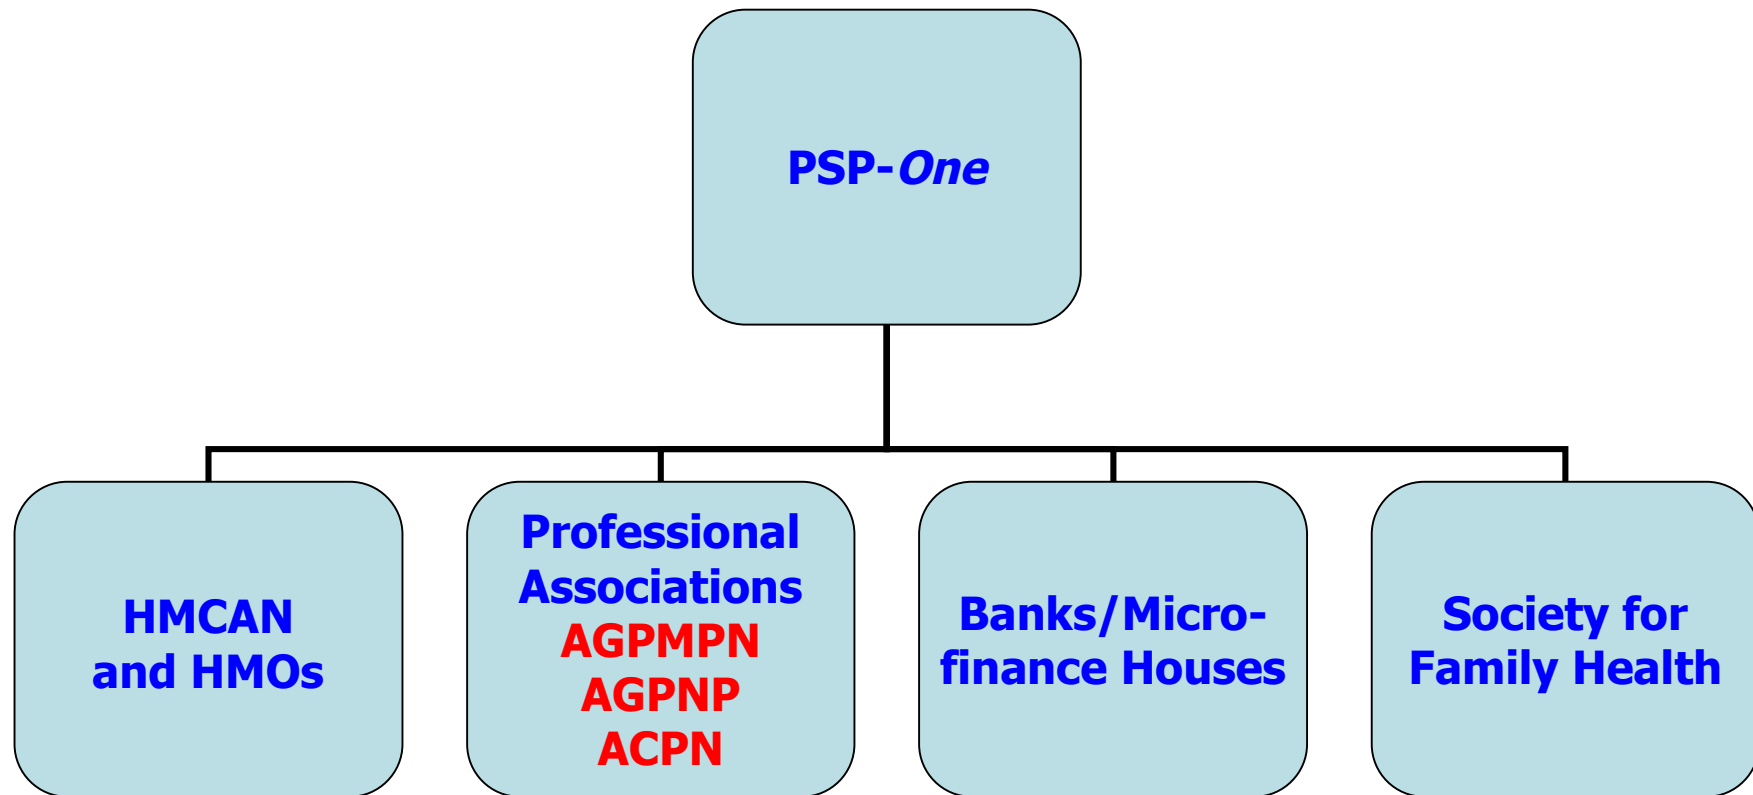 PSP-One
HMCAN
and HMOs
Professional
Associations
AGPMPN
AGPNP
ACPN
Banks/Micro-
finance Houses
Society for
Family Health